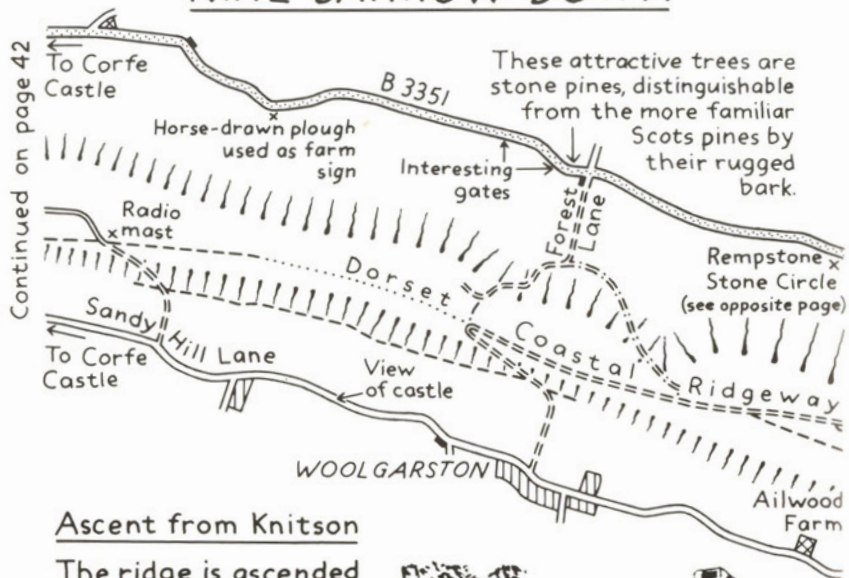 Continued on page 42
To Corfe
Castle
B 3351
Horse-drawn plough
used as farm
sign
These attractive trees are
stone pines, distinguishable
from the more familiar
Scots pines by
their rugged
bark.
Interesting
gates
Forest
Lane
Radio
mast
Rempstone
Stone Circle
(see opposite page)
Dorset Coastal Ridgeway
Sandy Hill Lane
To Corfe
Castle
View
of castle
WOOLGARSTON
Ailwood
Farm
Ascent from Knitson
The ridge is ascended